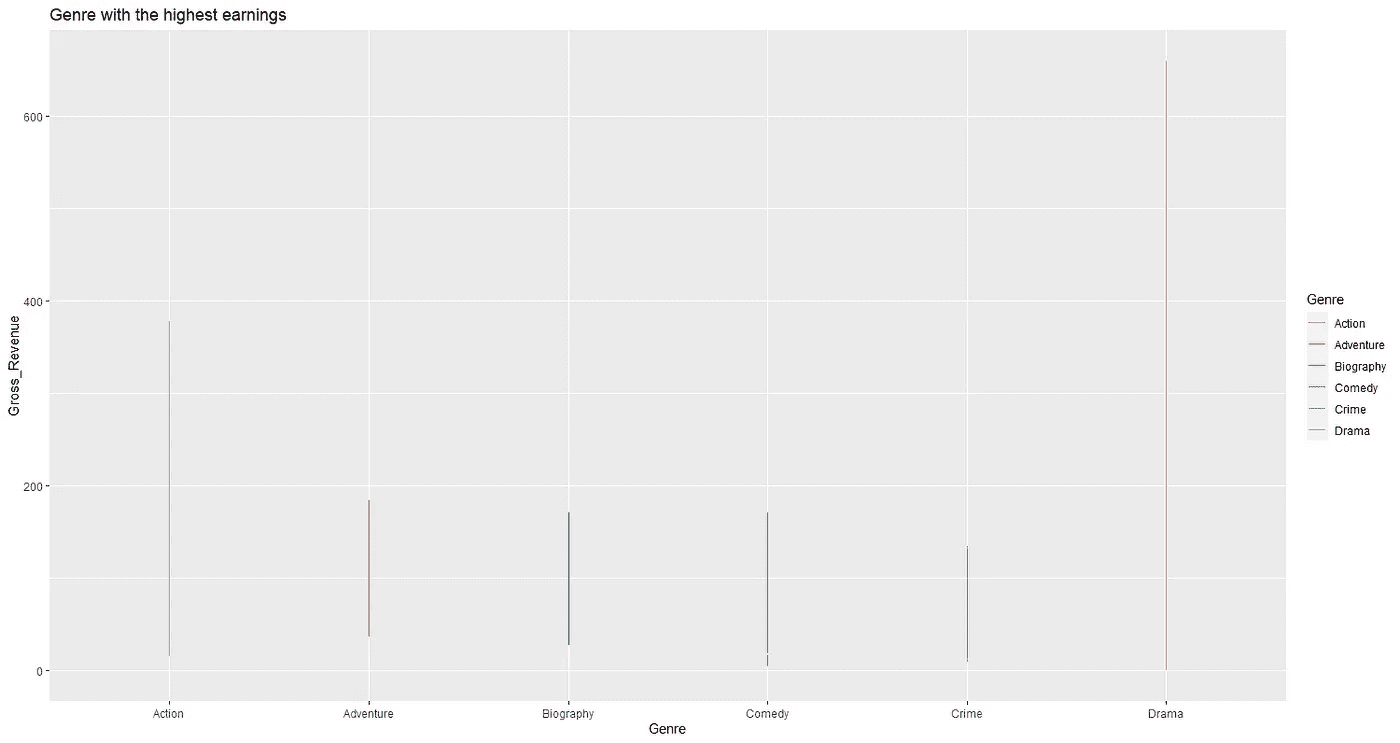 Genre with the highest earnings
600
400
200
0
Gross_Revenue
Action Adventure Biography Comedy Crime Drama
Genre
Genre
Action
Adventure
Biography
Comedy
Crime
Drama